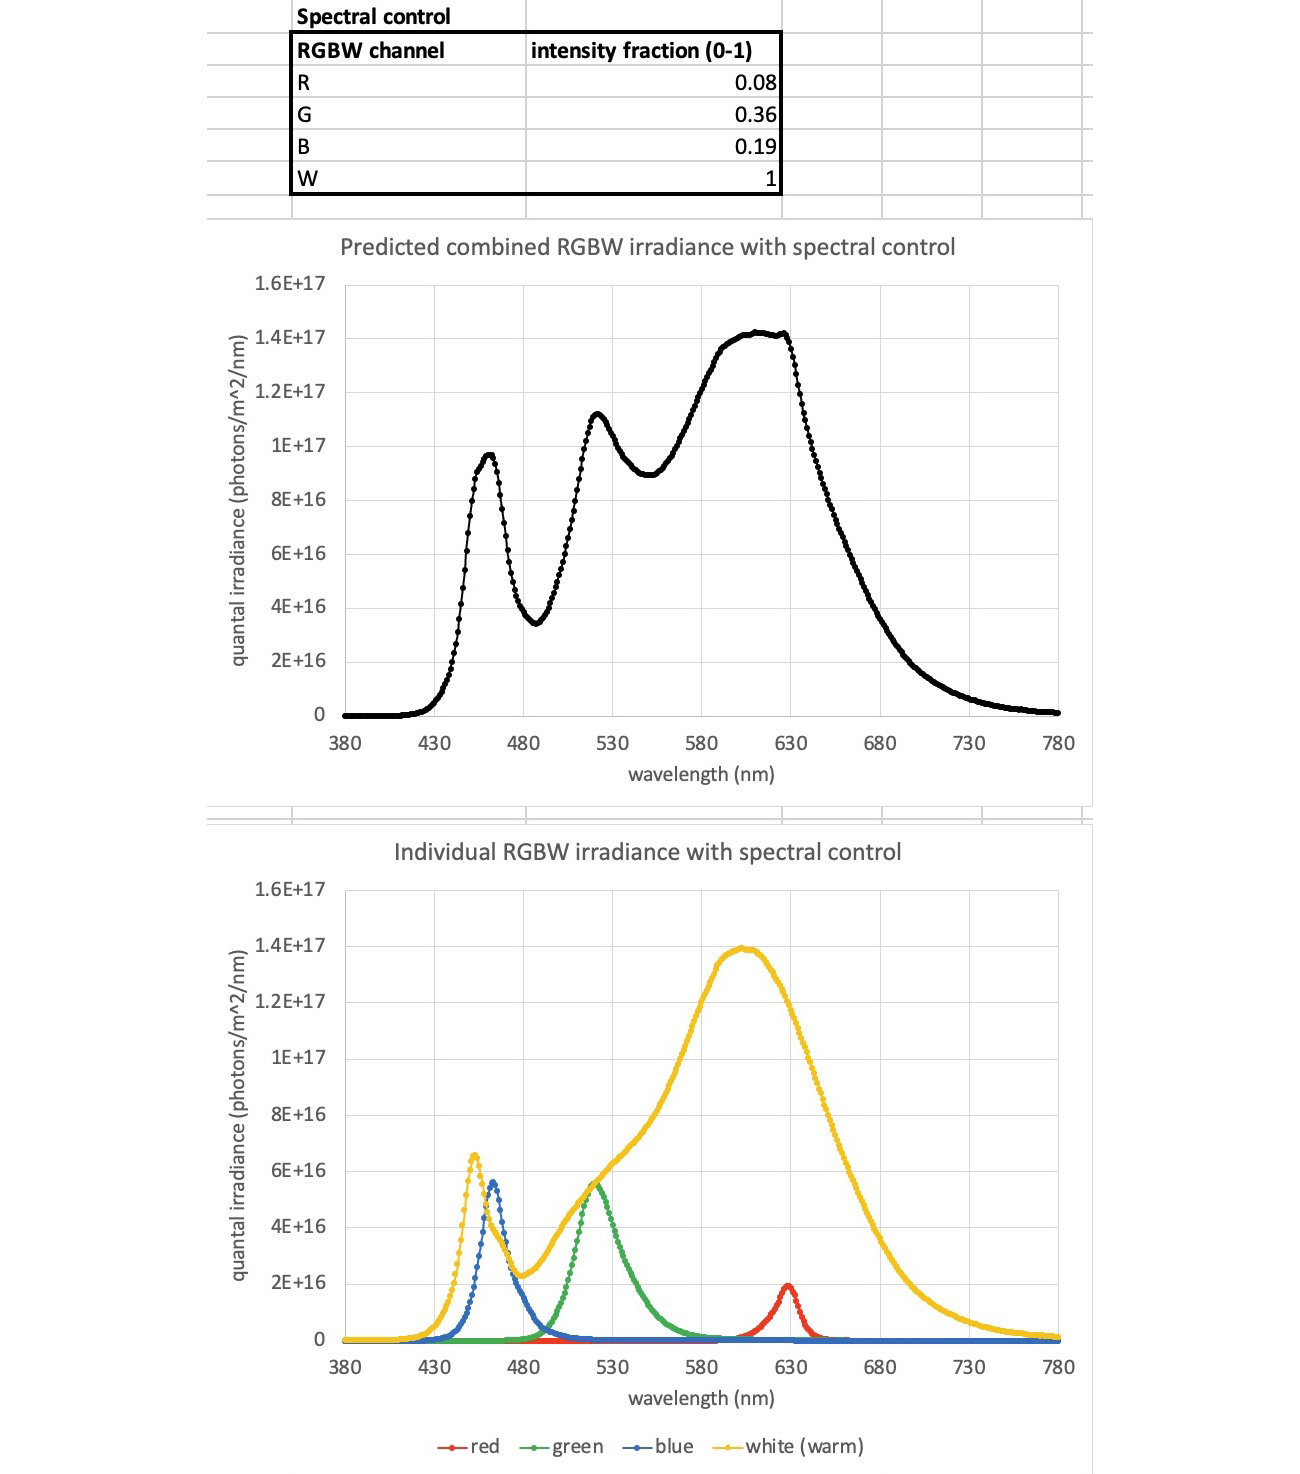 Spectral control
RGBW channel intensity fraction (0-1)
R 0.08
G 0.36
B 0.19
W 1
Predicted combined RGBW irradiance with spectral control
1.6E+17
1.4E+17
1.2E+17
1E+17
8E+16
6E+16
4E+16
2E+16
0
quantal irradiance (photons/m^2/nm)
380 430 480 530 580 630 680 730 780
wavelength (nm)
Individual RGBW irradiance with spectral control
1.6E+17
1.4E+17
1.2E+17
1E+17
8E+16
6E+16
4E+16
2E+16
0
quantal irradiance (photons/m^2/nm)
380 430 480 530 580 630 680 730 780
wavelength (nm)
red green blue white (warm)